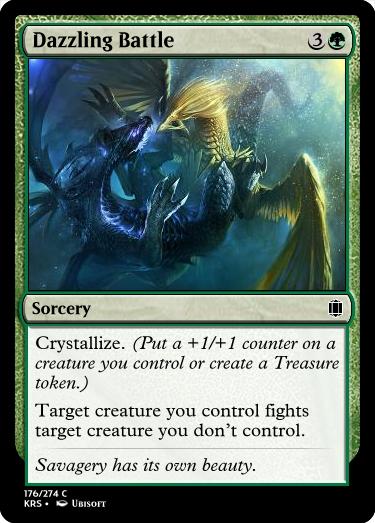 Dazzling Battle 3
Sorcery
Crystallize. (Put a +1/+1 counter on a
creature you control or create a Treasure
token.)
Target creature you control fights
target creature you don't control.
Savagery has its own beauty.
176/274 C
KRS • Ubisoft